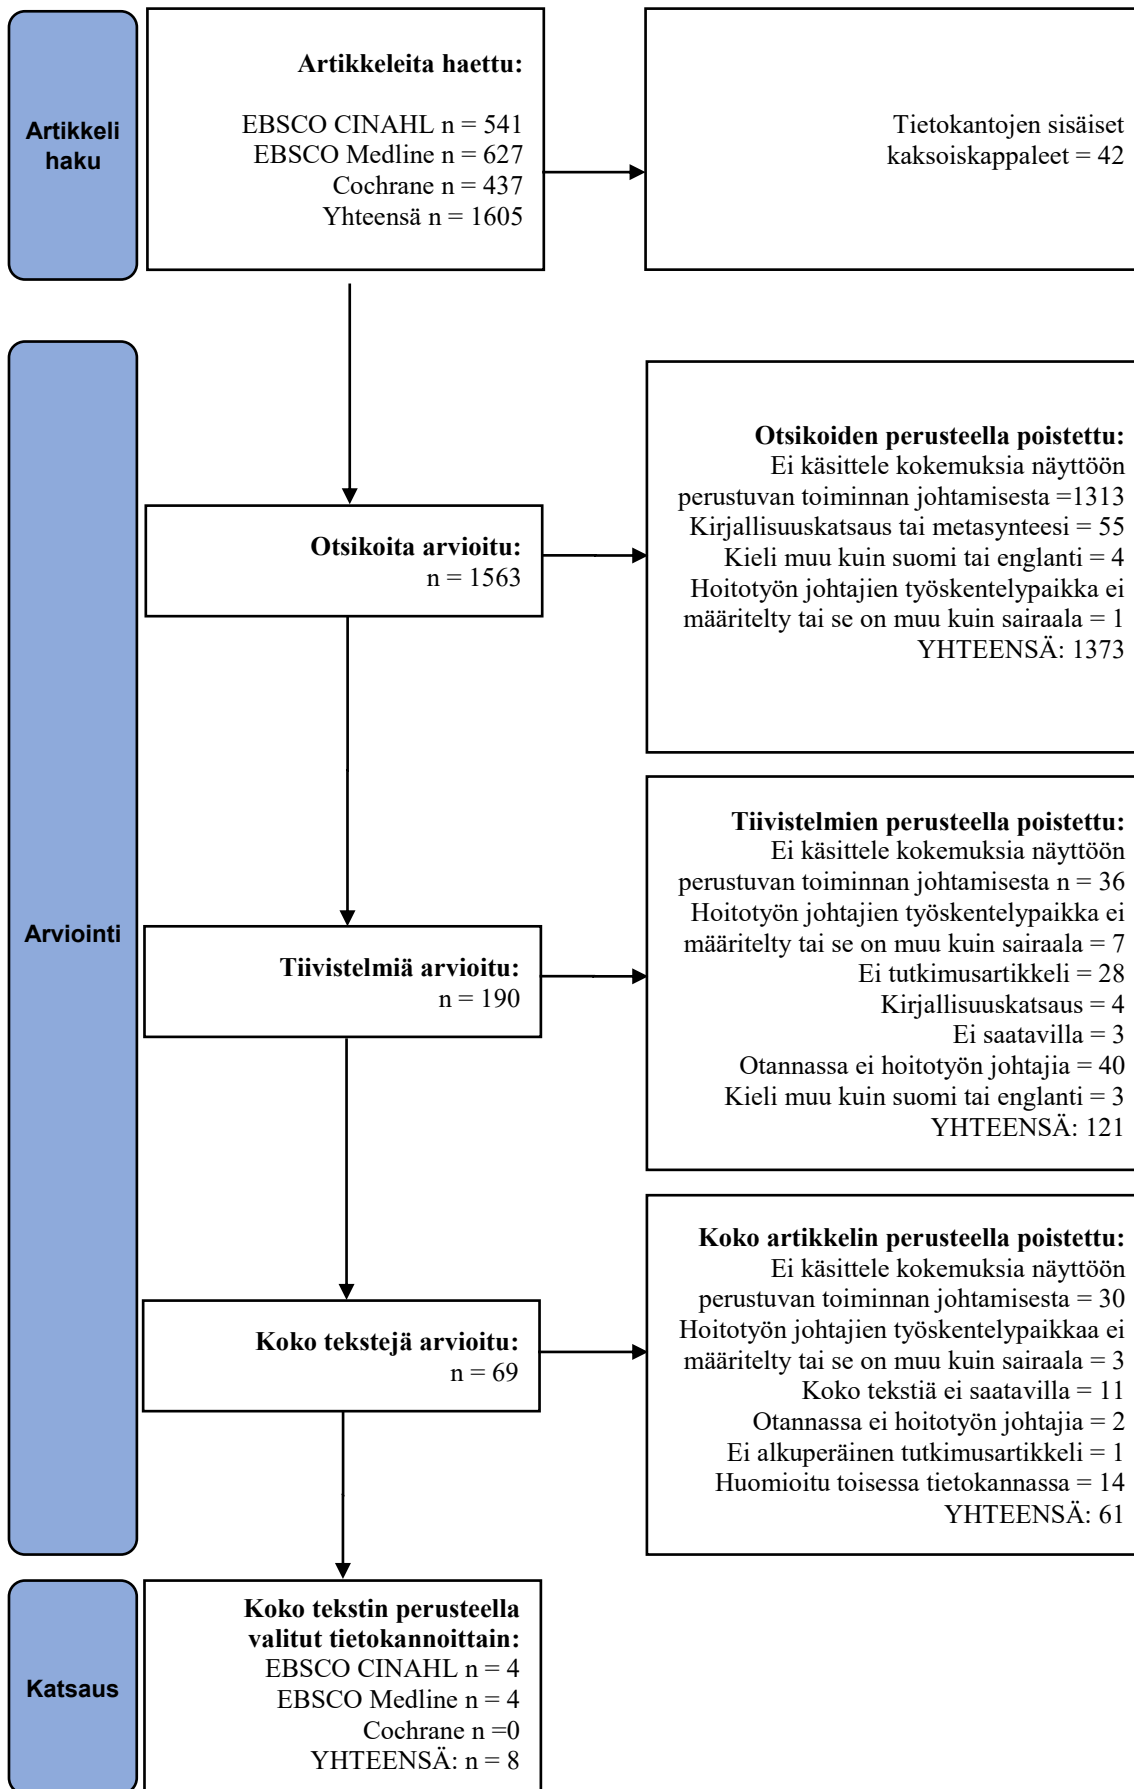 Artikkeli
haku
Artikkeleita haettu:
EBSCO CINAHL n = 541
EBSCO Medline n = 627
Cochrane n = 437
Yhteensä n = 1605
Tietokantojen sisäiset
kaksoiskappaleet = 42
Arviointi
Otsikoita arvioitu:
n = 1563
Otsikoiden perusteella poistettu:
Ei käsittele kokemuksia näyttöön
perustuvan toiminnan johtamisesta =1313
Kirjallisuuskatsaus tai metasynteesi = 55
Kieli muu kuin suomi tai englanti = 4
Hoitotyön johtajien työskentelypaikka ei
määritelty tai se on muu kuin sairaala = 1
YHTEENSÄ: 1373
Tiivistelmiä arvioitu:
n = 190
Tiivistelmien perusteella poistettu:
Ei käsittele kokemuksia näyttöön
perustuvan toiminnan johtamisesta n = 36
Hoitotyön johtajien työskentelypaikka ei
määritelty tai se on muu kuin sairaala = 7
Ei tutkimusartikkeli = 28
Kirjallisuuskatsaus = 4
Ei saatavilla = 3
Otannassa ei hoitotyön johtajia = 40
Kieli muu kuin suomi tai englanti = 3
YHTEENSÄ: 121
Koko tekstejä arvioitu:
n = 69
Koko artikkelin perusteella poistettu:
Ei käsittele kokemuksia näyttöön
perustuvan toiminnan johtamisesta = 30
Hoitotyön johtajien työskentelypaikkaa ei
määritelty tai se on muu kuin sairaala = 3
Koko tekstiä ei saatavilla = 11
Otannassa ei hoitotyön johtajia = 2
Ei alkuperäinen tutkimusartikkeli = 1
Huomioitu toisessa tietokannassa = 14
YHTEENSÄ: 61
Katsaus
Koko tekstin perusteella
valitut tietokannoittain:
EBSCO CINAHL n = 4
EBSCO Medline n = 4
Cochrane n =0
YHTEENSÄ: n = 8